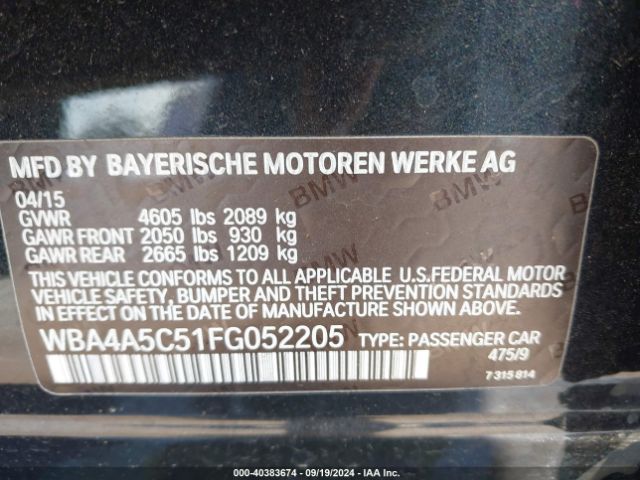 MFD BY BAYERISCHE MOTOREN WERKE AG
04/15
GVWR 4605 lbs 2089 kg
GAWR FRONT 2050 lbs 930 kg
GAWR REAR 2665 lbs 1209 kg
THIS VEHICLE CONFORMS TO ALL APPLICABLE U.S.FEDERAL MOTOR
VEHICLE SAFETY, BUMPER AND THEFT PREVENTION STANDARDS
IN EFFECT ON THE DATE OF MANUFACTURE SHOWN ABOVE.
WBA4A5C51FG052205 TYPE: PASSENGER CAR
475/9
7 315 814
000-40383674 - 09/19/2024 - IAA Inc.